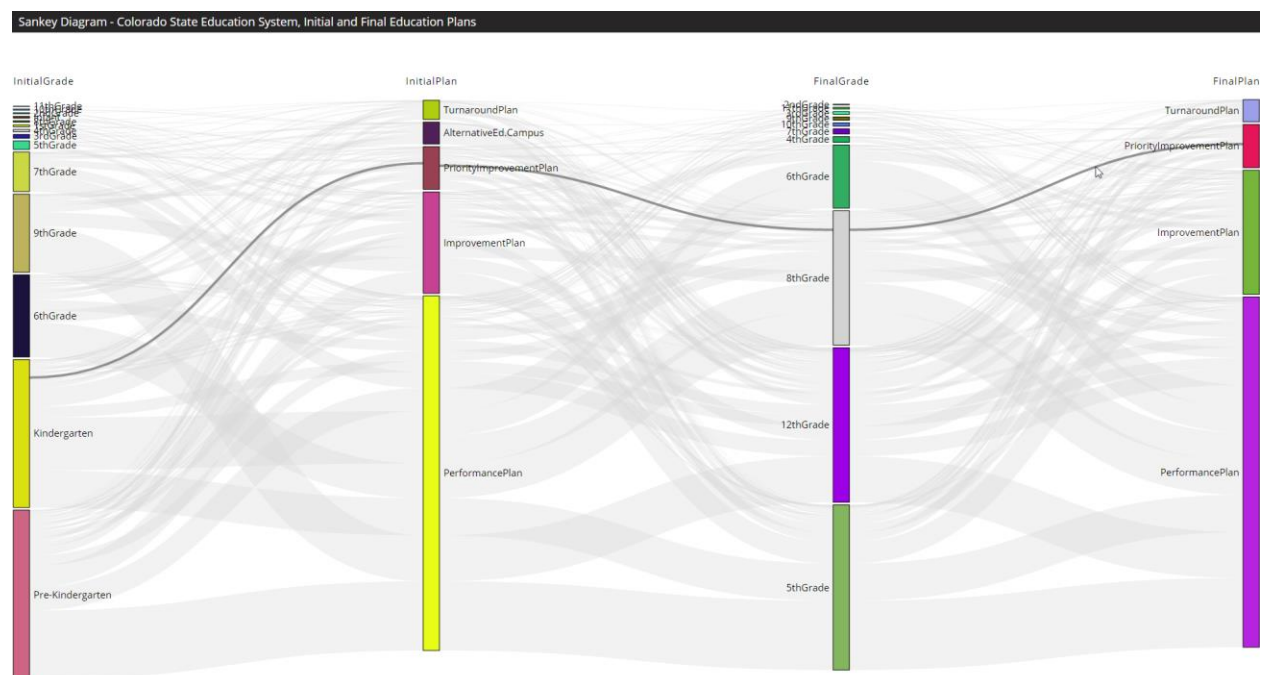 Sankey Diagram - Colorado State Education System, Initial and Final Education Plans
InitialGrade
InitialPlan
FinalGrade
FinalPlan
11thGrade
3rdGrade
5thGrade
7thGrade
9thGrade
6thGrade
Kindergarten
Pre-Kindergarten
TurnaroundPlan
AlternativeEd.Campus
PriorityImprovementPlan
ImprovementPlan
PerformancePlan
2ndGrade
10thGrade
7thGrade
4thGrade
6thGrade
8thGrade
12thGrade
5thGrade
TurnaroundPlan
PriorityImprovementPlan
ImprovementPlan
PerformancePlan